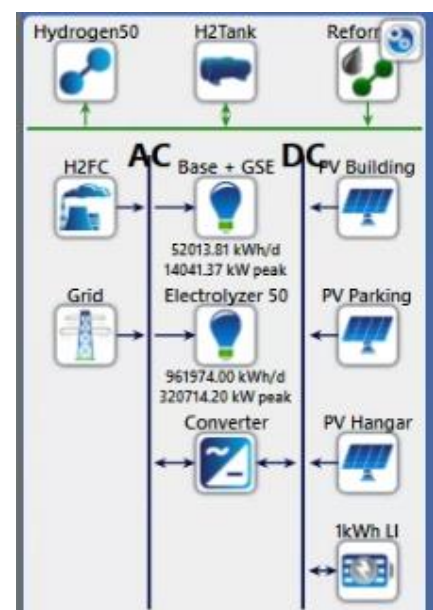 Hydrogen50 H2Tank Refor
AC DC
H2FC Base + GSE PV Building
52013.81 kWh/d
14041.37 kW peak
Grid Electrolyzer 50 PV Parking
961974.00 kWh/d
320714.20 kW peak
Converter PV Hangar
1kWh LI